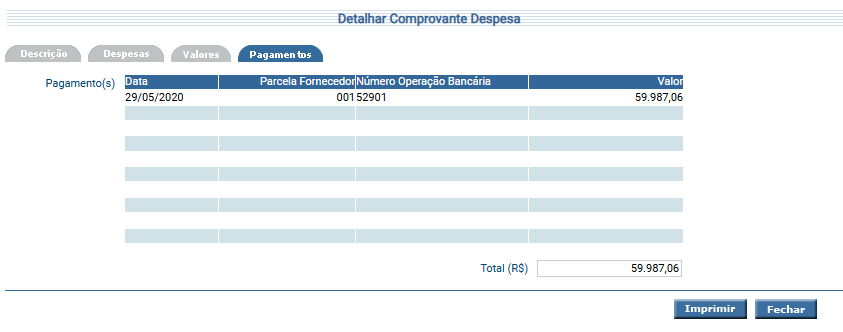 Detalhar Comprovante Despesa
Descrição Despesas Valores Pagamentos
Pagamento(s) Data Parcela Fornecedor Número Operação Bancária Valor
29/05/2020 001 52901 59.987,06
Total (R$) 59.987,06
Imprimir Fechar